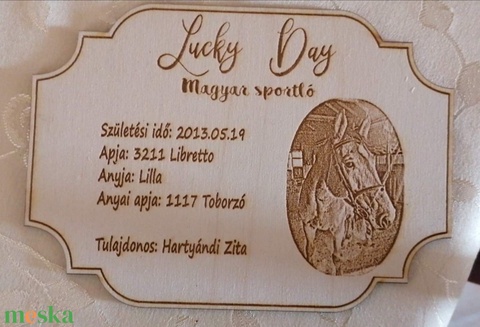 Lucky Day
Magyar sportló
Születési idő: 2013.05.19
Apja: 3211 Libretto
Anyja: Lilla
Anyai apja: 1117 Toborzó
Tulajdonos: Hartyándi Zita
meska